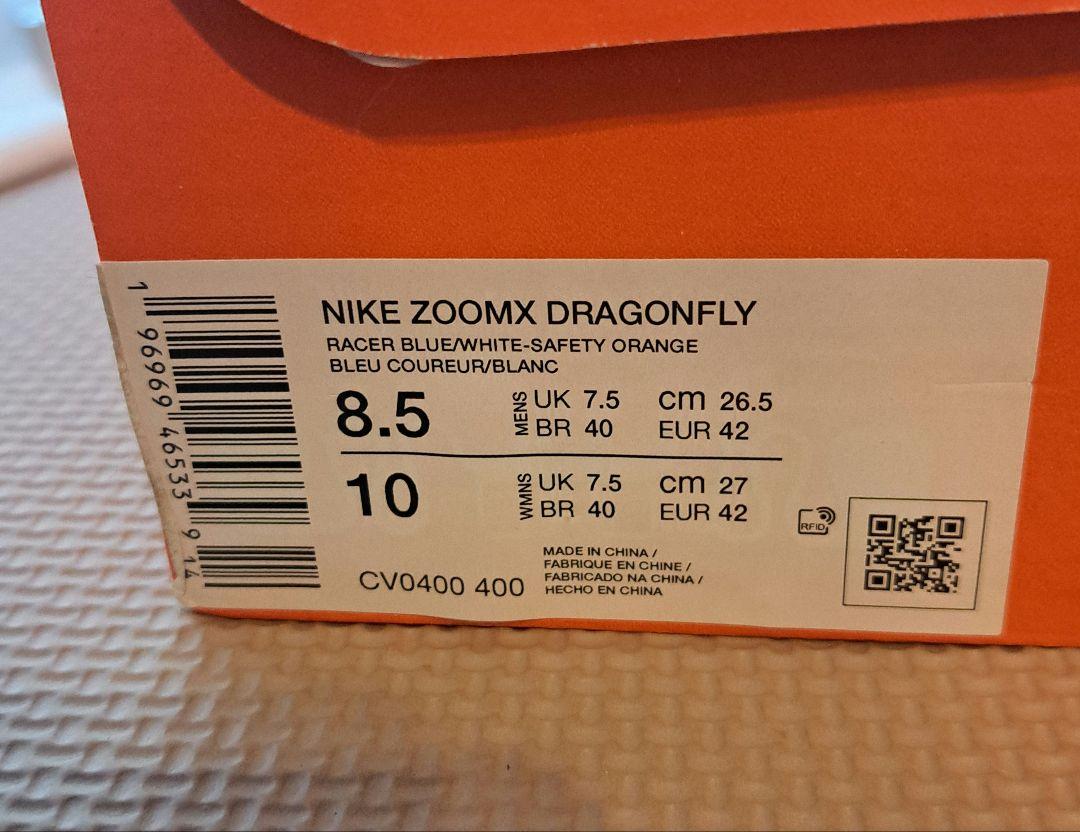 NIKE ZOOMX DRAGONFLY
RACER BLUE/WHITE-SAFETY ORANGE
BLEU COUREUR/BLANC
8.5
MENS
UK 7.5 cm 26.5
BR 40 EUR 42
10
WMNS
UK 7.5 cm 27
BR 40 EUR 42
RFID
CV0400 400
MADE IN CHINA /
FABRIQUE EN CHINE /
FABRICADO NA CHINA /
HECHO EN CHINA
1 96969 46533 9 14